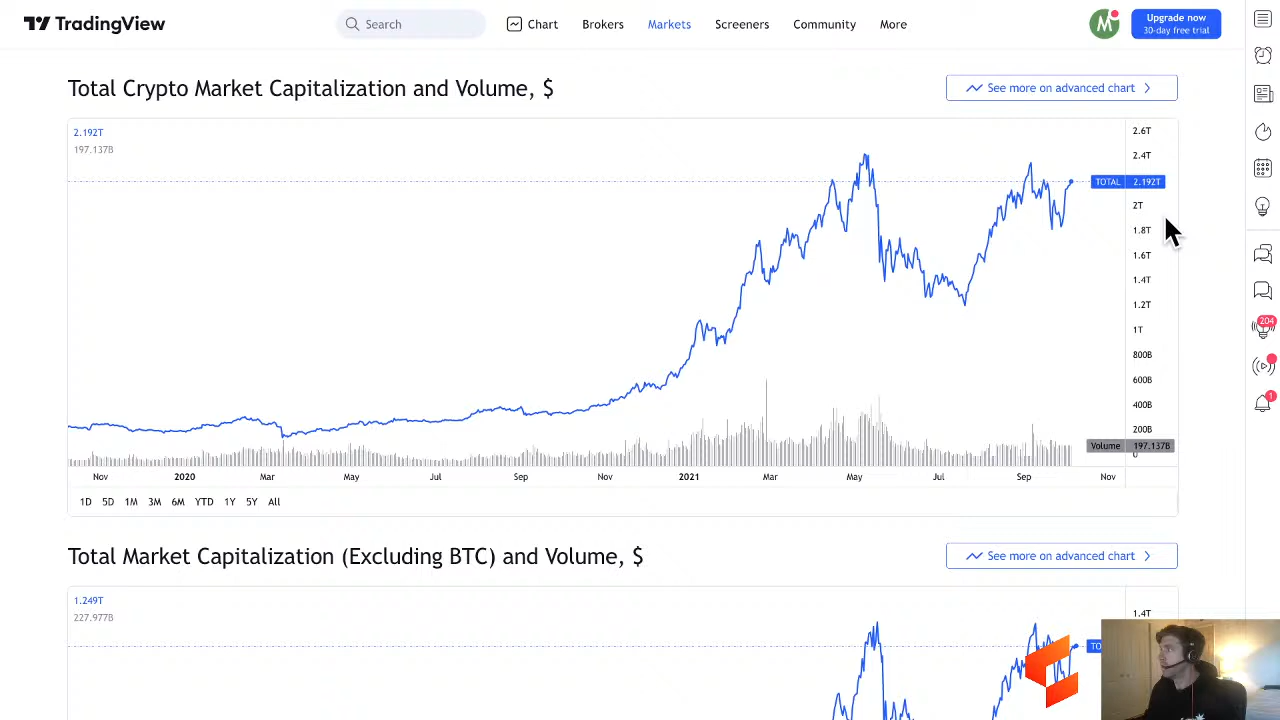 TradingView
Search
Chart
Brokers
Markets
Screeners
Community
More
M
Upgrade now
30-day free trial
Total Crypto Market Capitalization and Volume, $
See more on advanced chart
2.192T
197.137B
2.6T
2.4T
TOTAL 2.192T
2T
1.8T
1.6T
1.4T
1.2T
1T
800B
600B
400B
200B
Volume 197.137B
0
Nov 2020 Mar May Jul Sep Nov 2021 Mar May Jul Sep Nov
1D 5D 1M 3M 6M YTD 1Y 5Y All
204
1
Total Market Capitalization (Excluding BTC) and Volume, $
See more on advanced chart
1.249T
227.977B
1.4T
TO